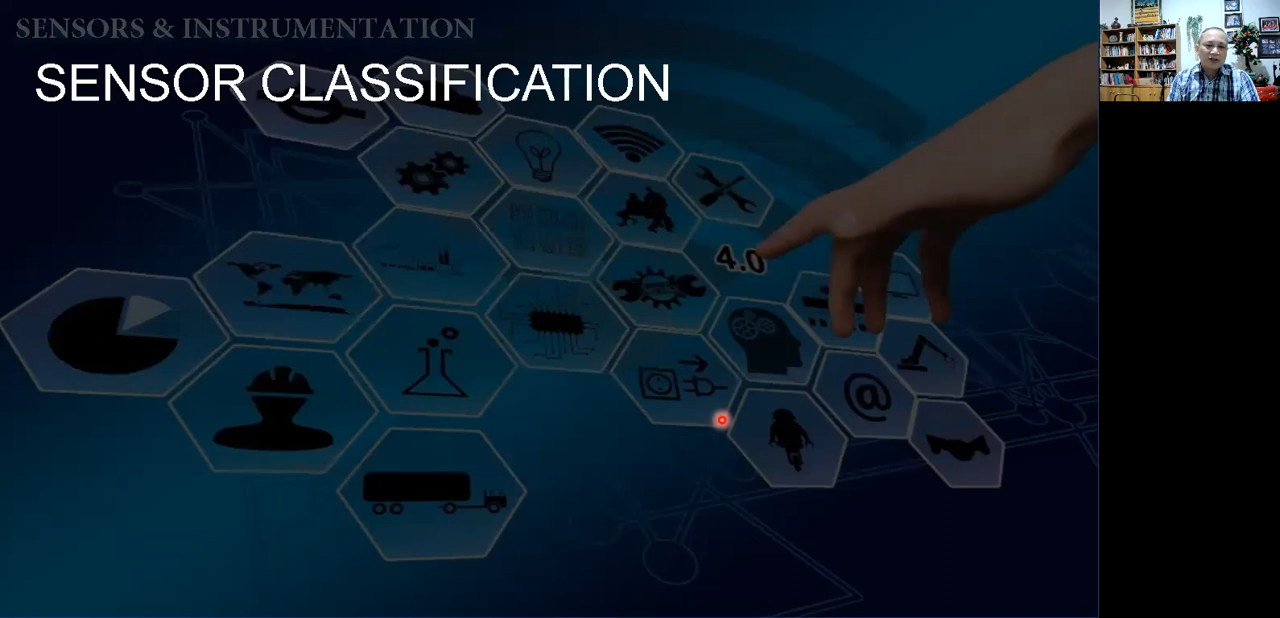 SENSORS & INSTRUMENTATION
SENSOR CLASSIFICATION
4.0
@